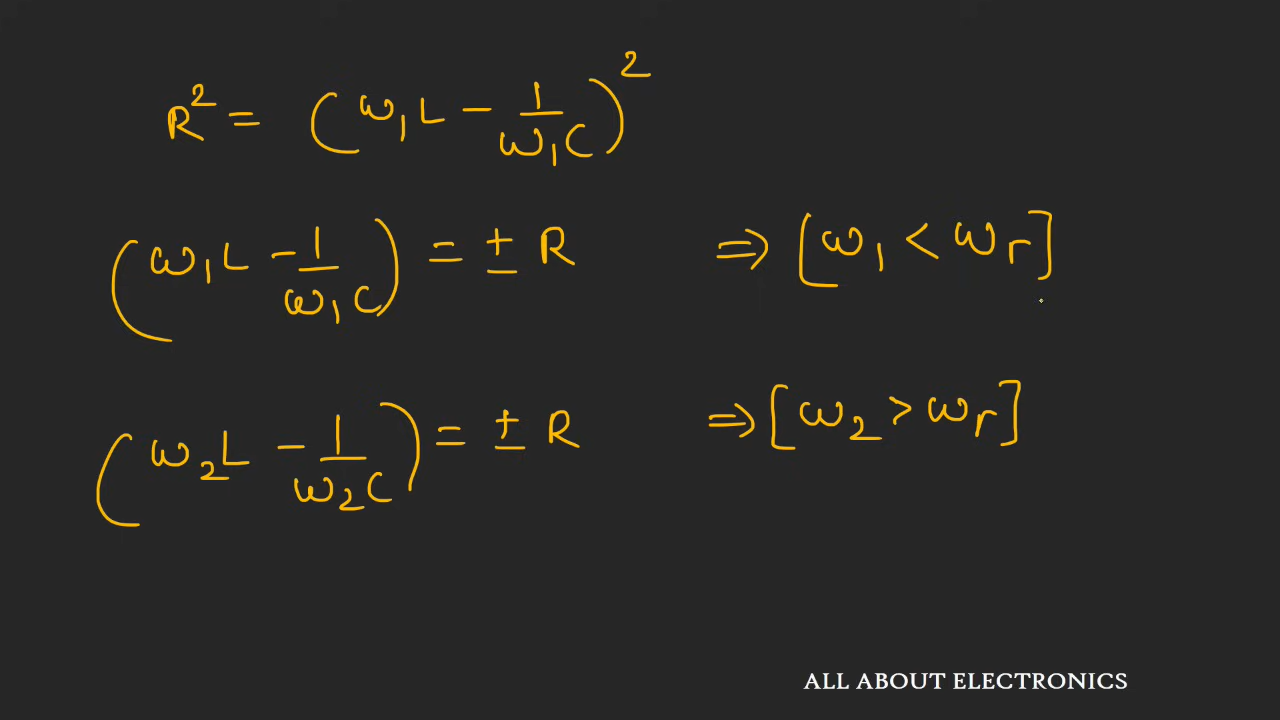 R² = (ω₁L − 1/ω₁C)²
(ω₁L − 1/ω₁C) = ± R ⇒ [ω₁ < ωr]
(ω₂L − 1/ω₂C) = ± R ⇒ [ω₂ > ωr]
ALL ABOUT ELECTRONICS